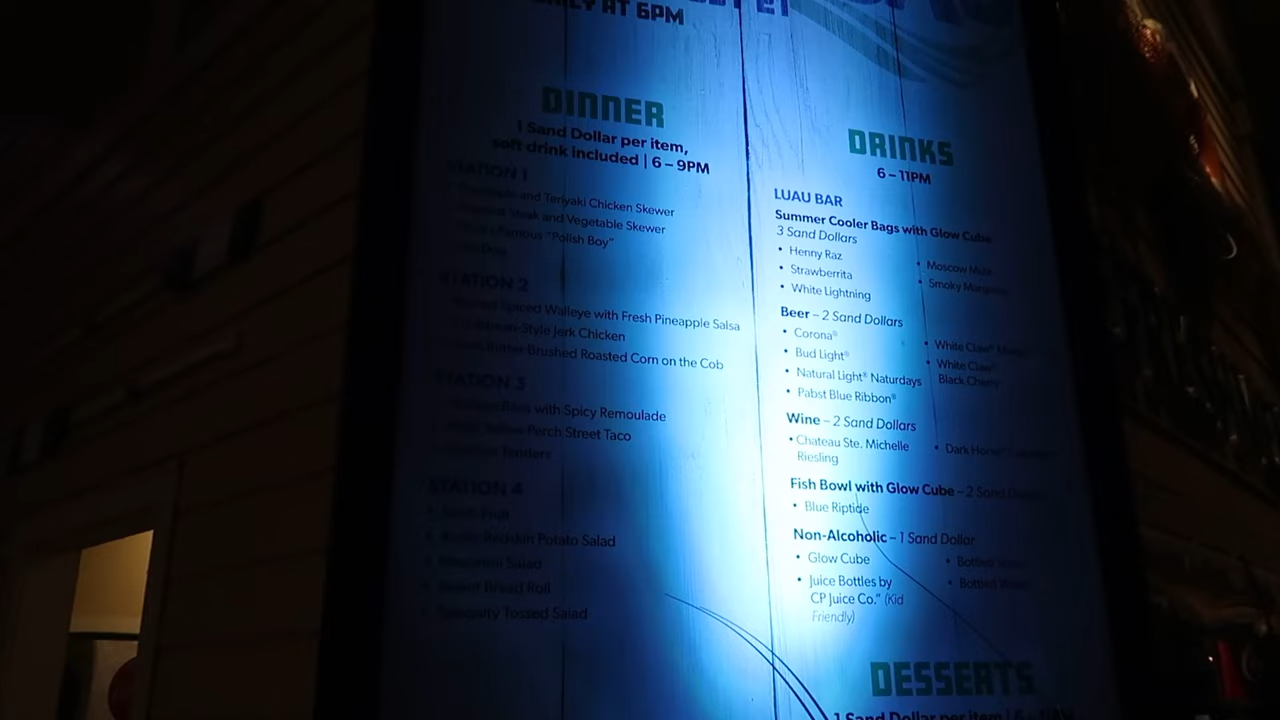 AT 6PM
DINNER
1 Sand Dollar per item,
soft drink included | 6 – 9PM
STATION 1
and Teriyaki Chicken Skewer
Steak and Vegetable Skewer
Famous "Polish Boy"
STATION 2
Spiced Walleye with Fresh Pineapple Salsa
-Style Jerk Chicken
Butter Brushed Roasted Corn on the Cob
STATION 3
with Spicy Remoulade
Perch Street Taco
Tenders
STATION 4
Redskin Potato Salad
Macaroni Salad
Sweet Bread Roll
Specialty Tossed Salad
DRINKS
6 – 11PM
LUAU BAR
Summer Cooler Bags with Glow Cube
3 Sand Dollars
• Henny Raz
• Strawberrita
• White Lightning
• Moscow Mule
• Smoky Margarita
Beer – 2 Sand Dollars
• Corona®
• Bud Light®
• Natural Light® Naturdays
• Pabst Blue Ribbon®
• White Claw® Mango
• White Claw®
Black Cherry
Wine – 2 Sand Dollars
• Chateau Ste. Michelle
Riesling
• Dark Horse®
Fish Bowl with Glow Cube – 2 Sand Dollars
• Blue Riptide
Non-Alcoholic – 1 Sand Dollar
• Glow Cube
• Juice Bottles by
CP Juice Co." (Kid
Friendly)
• Bottled
• Bottled
DESSERTS
1 Sand Dollar per item | 6 – 11PM